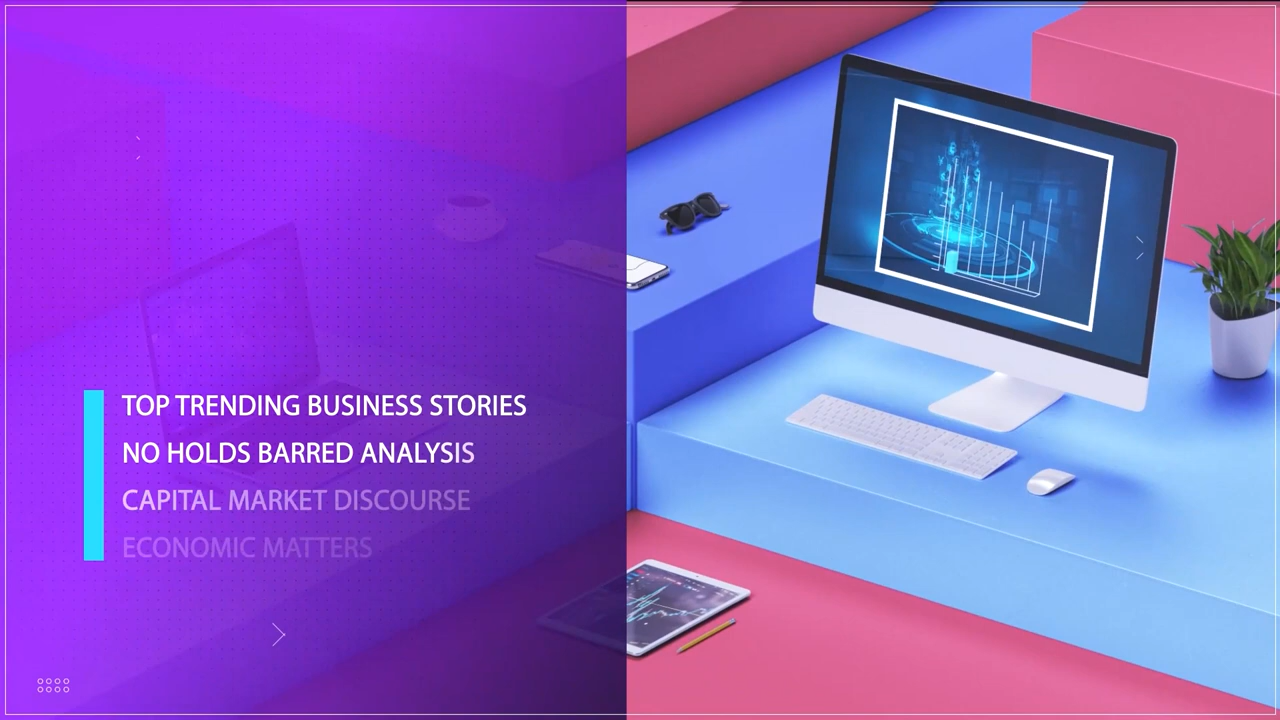 TOP TRENDING BUSINESS STORIES
NO HOLDS BARRED ANALYSIS
CAPITAL MARKET DISCOURSE
ECONOMIC MATTERS